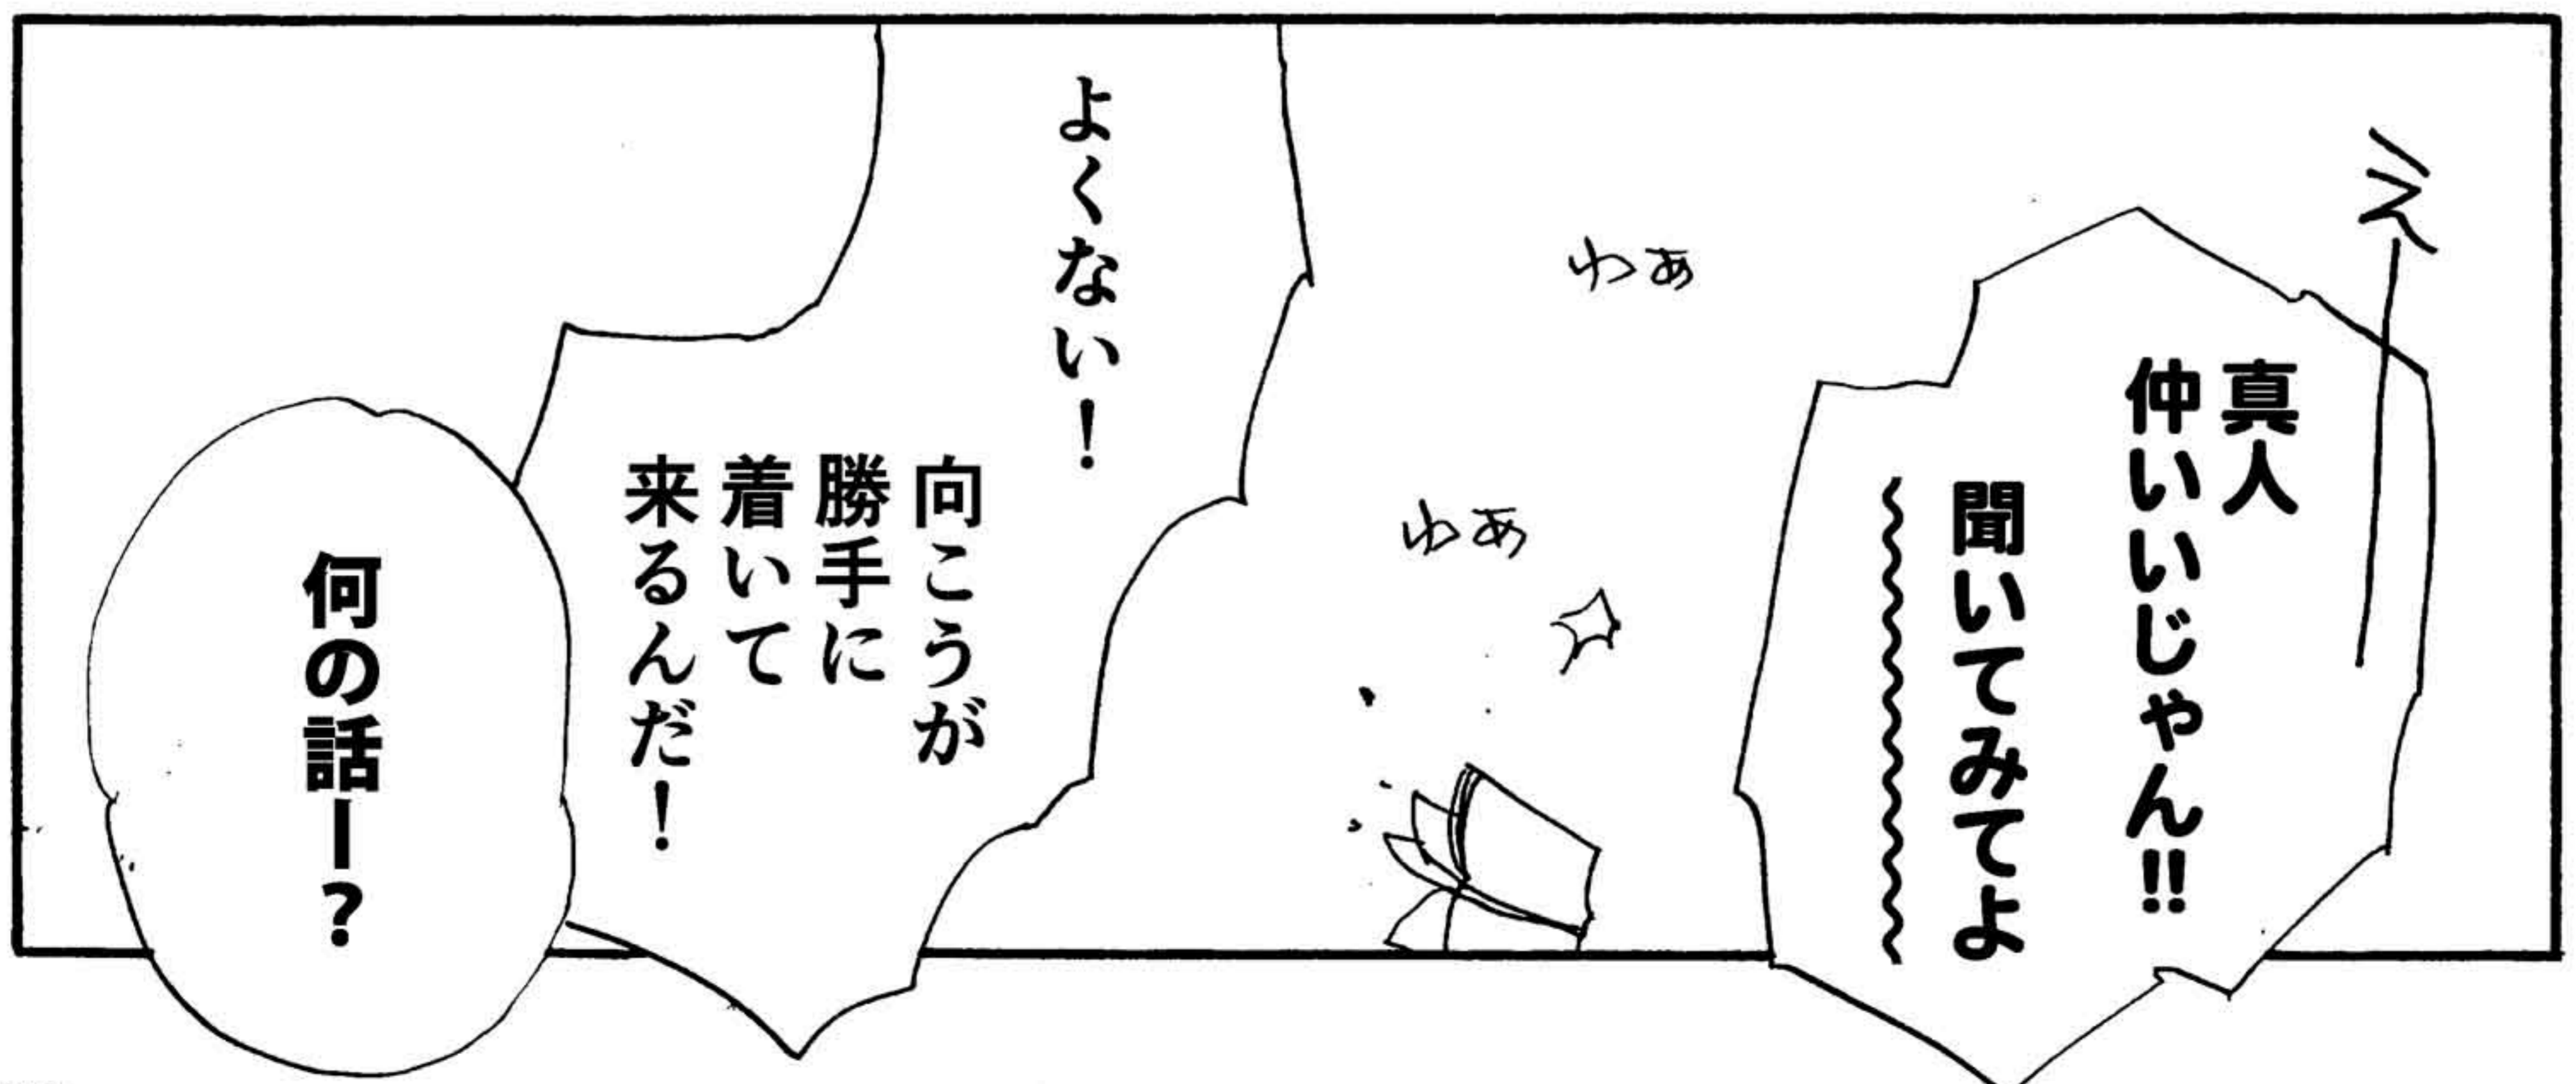 え―
真人
仲いいじゃん!!
聞いてみてよ
〰〰〰
わぁ
わぁ
よくない！
向こうが
勝手に
着いて
来るんだ！
何の話ー?